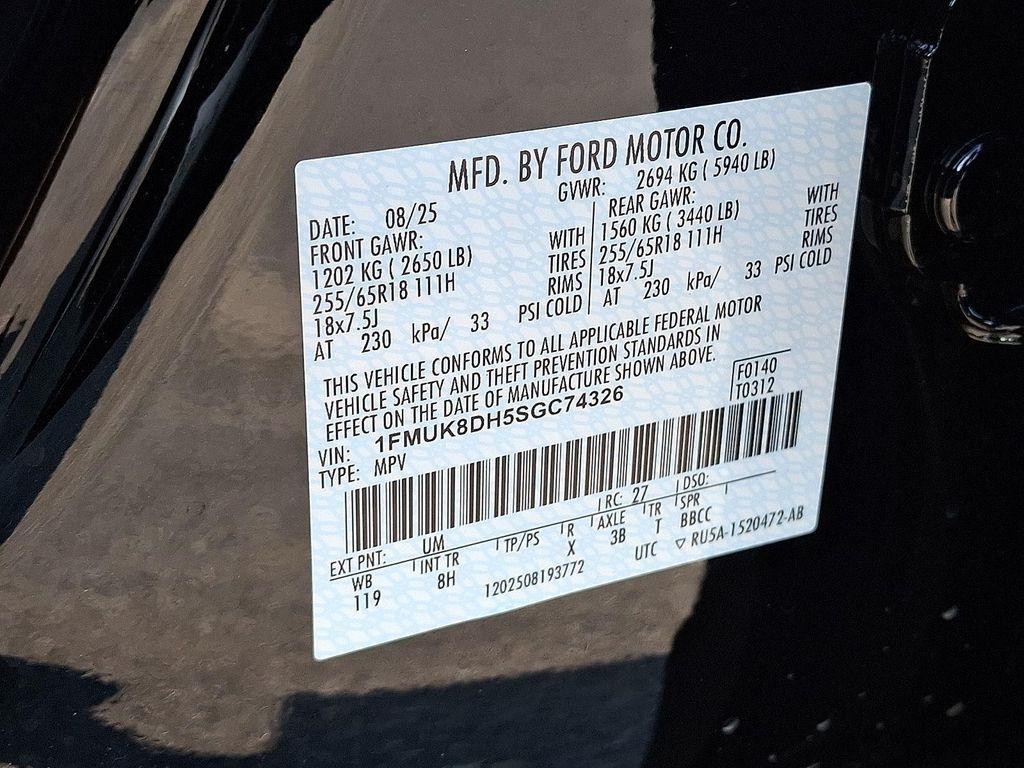 MFD. BY FORD MOTOR CO.
DATE: 08/25 GVWR: 2694 KG ( 5940 LB)
FRONT GAWR: REAR GAWR:
1202 KG ( 2650 LB) WITH 1560 KG ( 3440 LB) WITH
255/65R18 111H TIRES 255/65R18 111H TIRES
18x7.5J RIMS 18x7.5J RIMS
AT 230 kPa/ 33 PSI COLD AT 230 kPa/ 33 PSI COLD
THIS VEHICLE CONFORMS TO ALL APPLICABLE FEDERAL MOTOR
VEHICLE SAFETY AND THEFT PREVENTION STANDARDS IN
EFFECT ON THE DATE OF MANUFACTURE SHOWN ABOVE.
VIN: 1FMUK8DH5SGC74326 F0140
TYPE: MPV T0312
EXT PNT: UM RC: 27 DSO:
WB INT TR TP/PS R AXLE TR SPR
119 8H X 3B T BBCC
1202508193772 UTC ▽ RU5A-1520472-AB